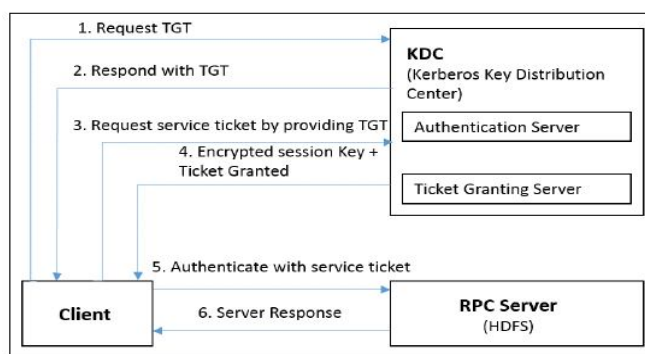 1. Request TGT
KDC
(Kerberos Key Distribution
Center)
2. Respond with TGT
3. Request service ticket by providing TGT
Authentication Server
4. Encrypted session Key +
Ticket Granted
Ticket Granting Server
5. Authenticate with service ticket
Client
6. Server Response
RPC Server
(HDFS)